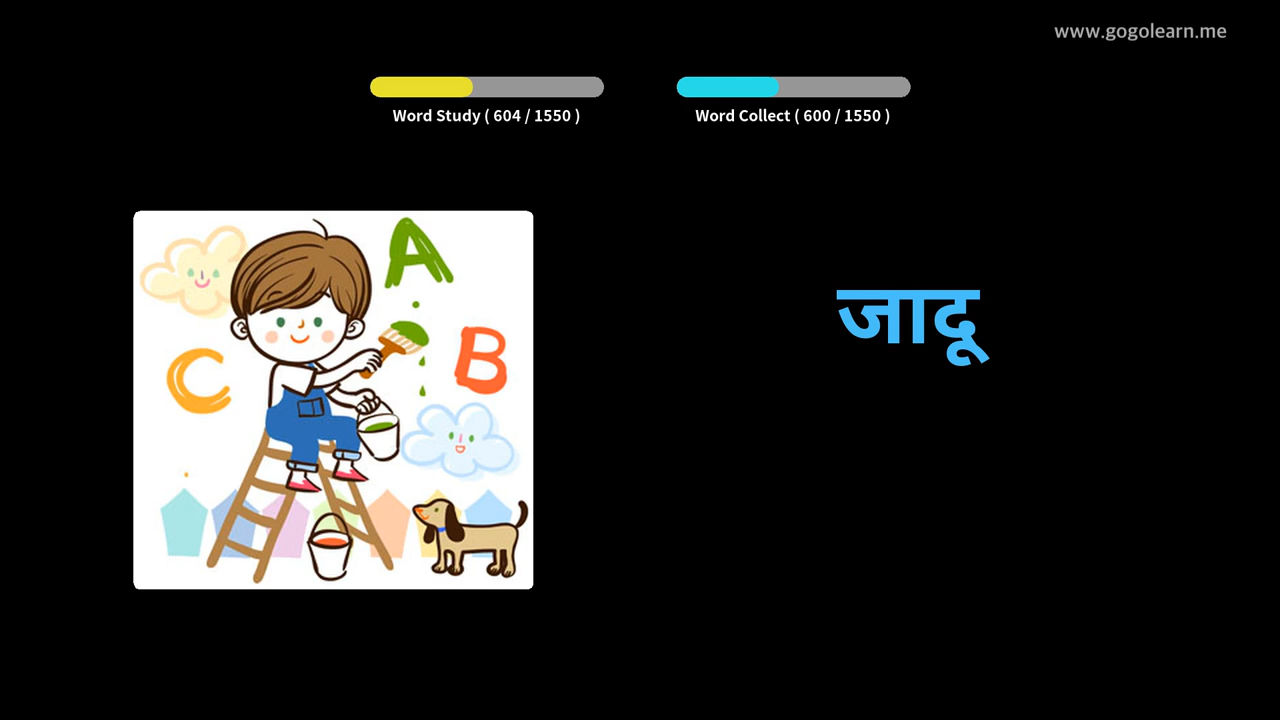 www.gogolearn.me
Word Study ( 604 / 1550 )
Word Collect ( 600 / 1550 )
A
B
C
जादू